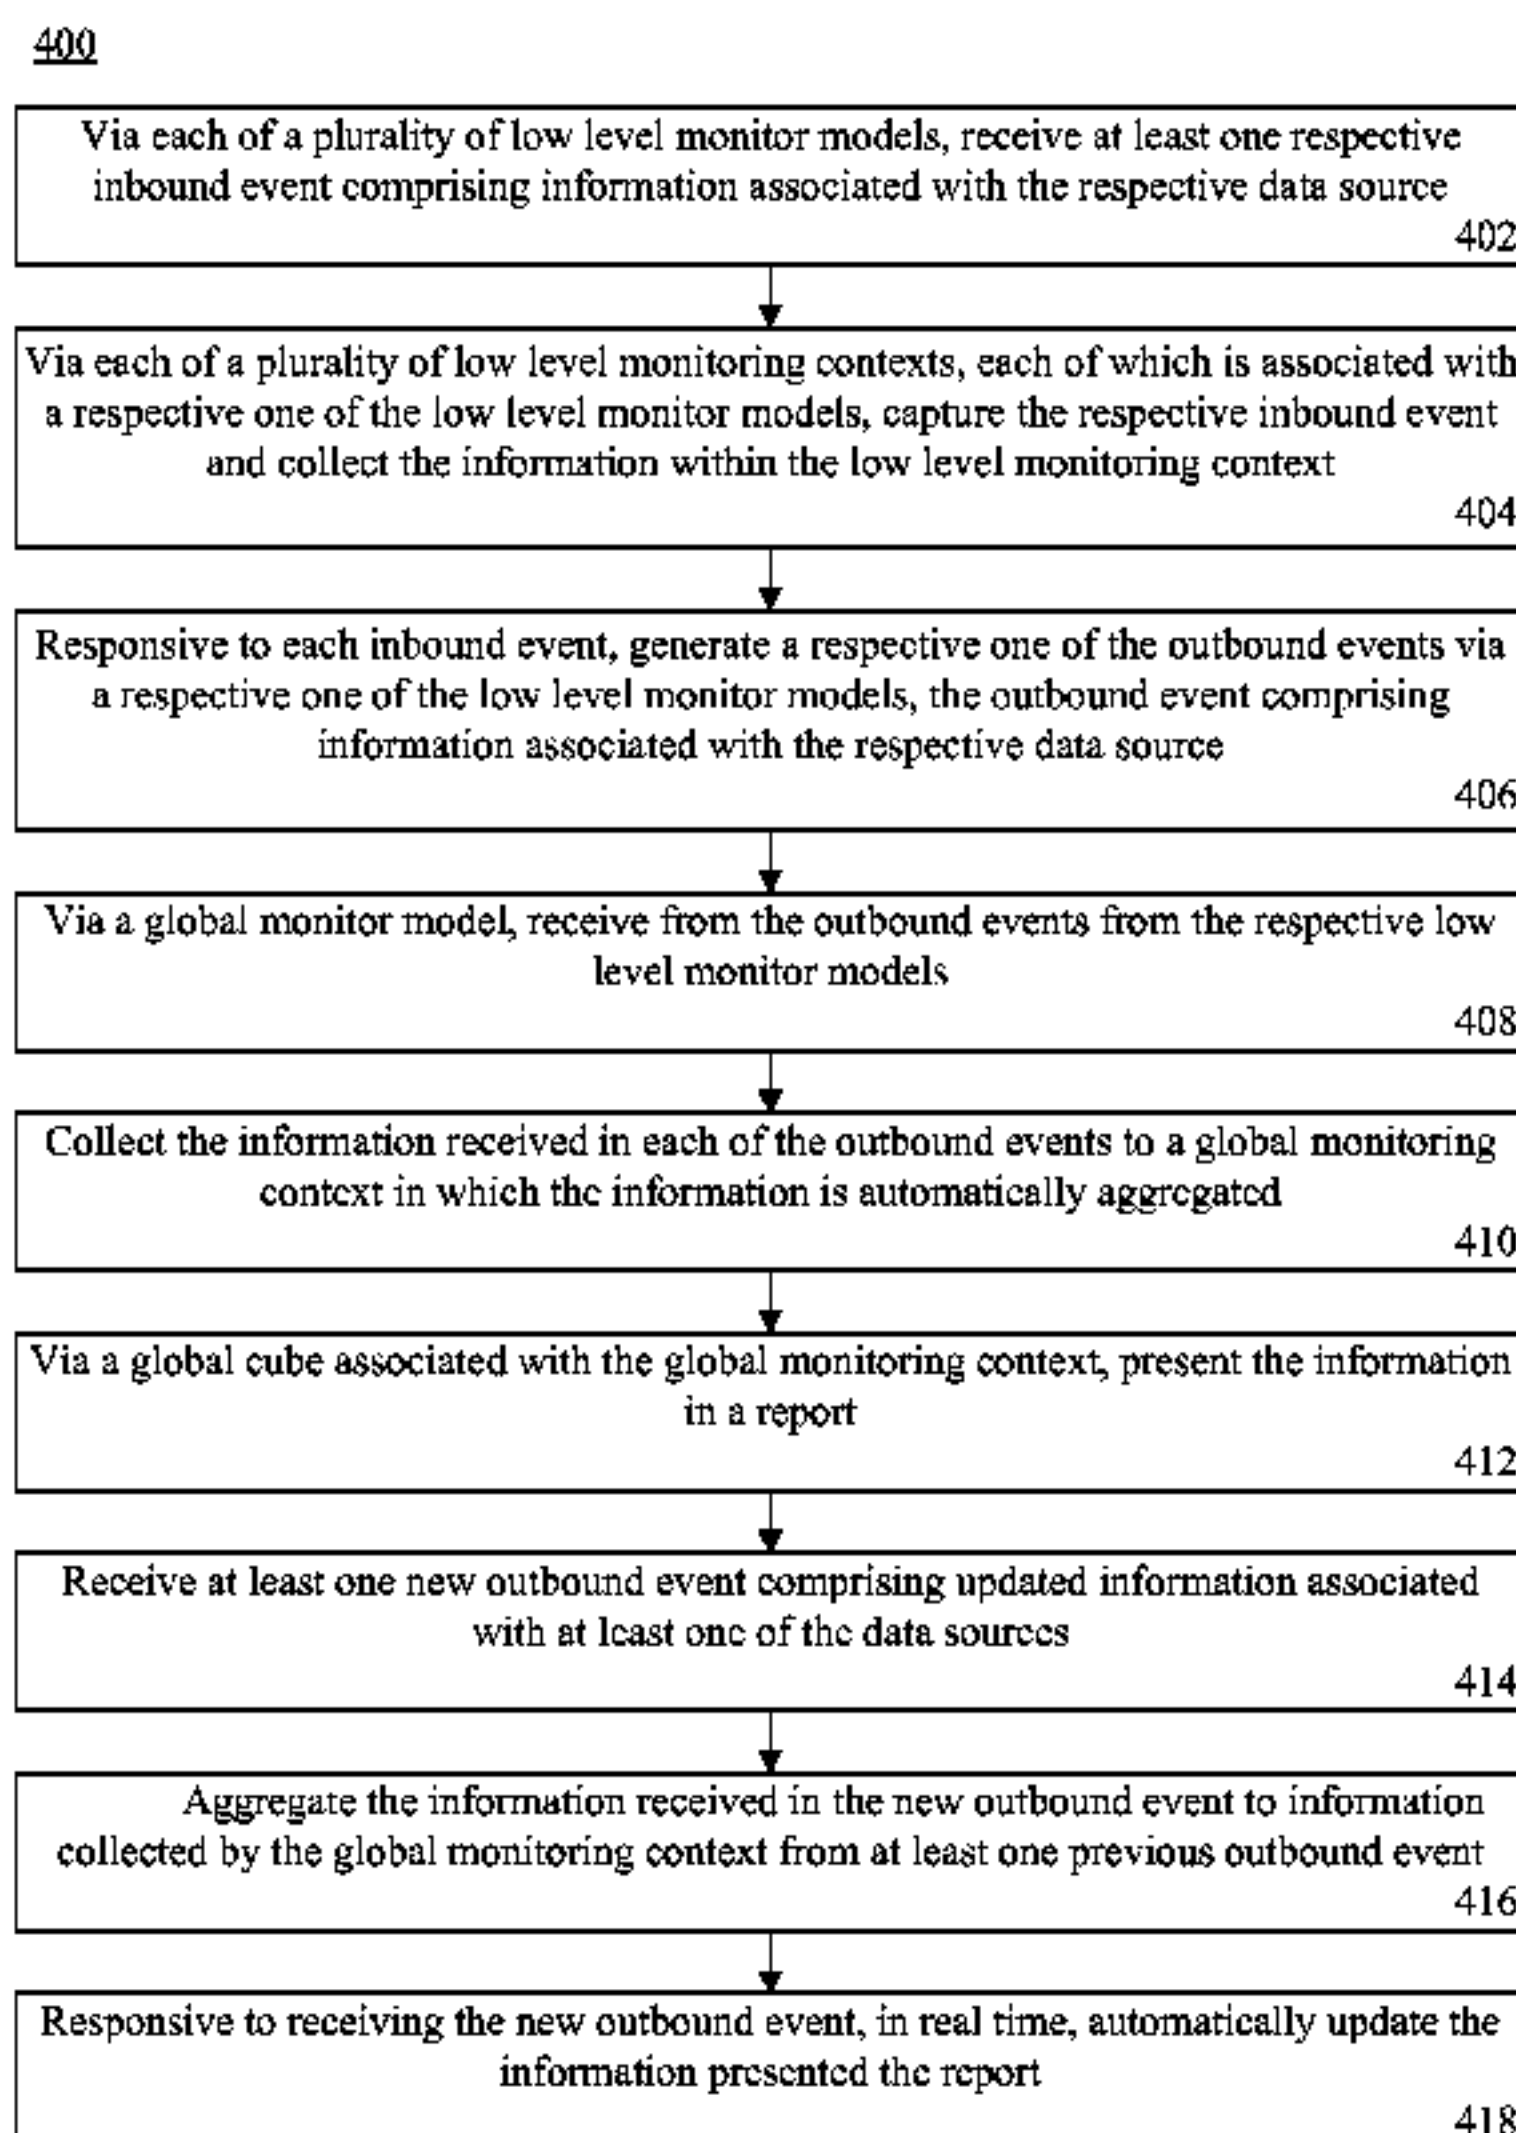 400
Via each of a plurality of low level monitor models, receive at least one respective
inbound event comprising information associated with the respective data source
402
Via each of a plurality of low level monitoring contexts, each of which is associated with
a respective one of the low level monitor models, capture the respective inbound event
and collect the information within the low level monitoring context
404
Responsive to each inbound event, generate a respective one of the outbound events via
a respective one of the low level monitor models, the outbound event comprising
information associated with the respective data source
406
Via a global monitor model, receive from the outbound events from the respective low
level monitor models
408
Collect the information received in each of the outbound events to a global monitoring
context in which the information is automatically aggregated
410
Via a global cube associated with the global monitoring context, present the information
in a report
412
Receive at least one new outbound event comprising updated information associated
with at least one of the data sources
414
Aggregate the information received in the new outbound event to information
collected by the global monitoring context from at least one previous outbound event
416
Responsive to receiving the new outbound event, in real time, automatically update the
information presented the report
418